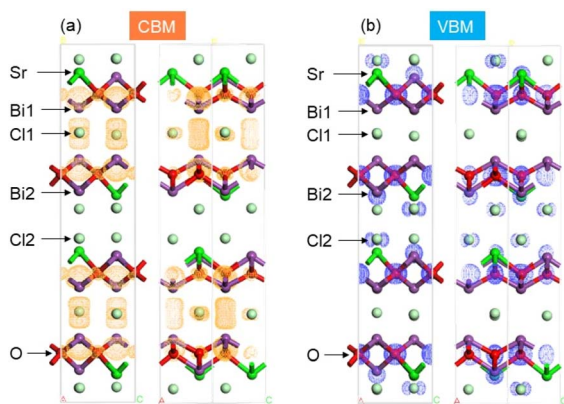 (a) CBM
Sr
Bi1
Cl1
Bi2
Cl2
O
A C A C
(b) VBM
Sr
Bi1
Cl1
Bi2
Cl2
O
A C A C